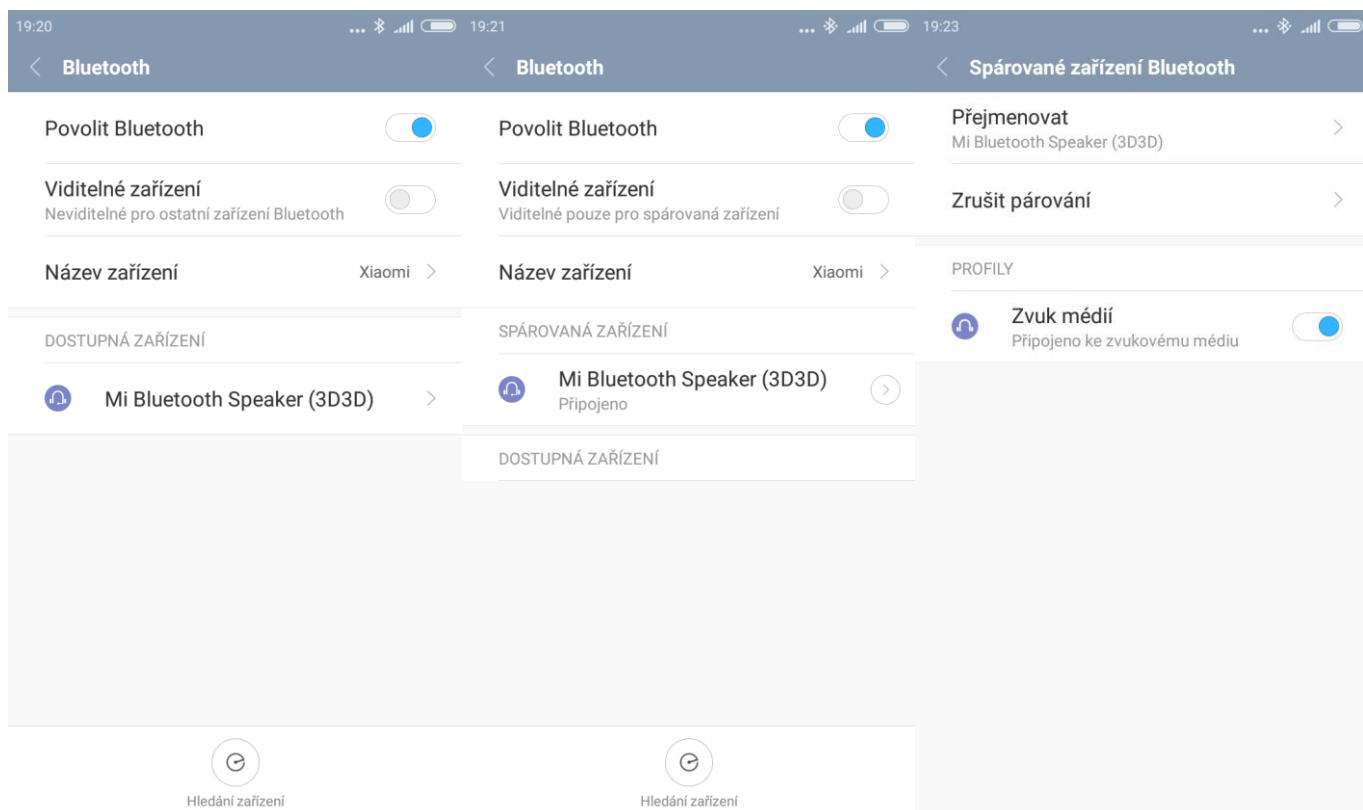 19:20
Bluetooth
Povolit Bluetooth
Viditelné zařízení
Neviditelné pro ostatní zařízení Bluetooth
Název zařízení
Xiaomi
DOSTUPNÁ ZAŘÍZENÍ
Mi Bluetooth Speaker (3D3D)
Hledání zařízení
19:21
Bluetooth
Povolit Bluetooth
Viditelné zařízení
Viditelné pouze pro spárovaná zařízení
Název zařízení
Xiaomi
SPÁROVANÁ ZAŘÍZENÍ
Mi Bluetooth Speaker (3D3D)
Připojeno
DOSTUPNÁ ZAŘÍZENÍ
Hledání zařízení
19:23
Spárované zařízení Bluetooth
Přejmenovat
Mi Bluetooth Speaker (3D3D)
Zrušit párování
PROFILY
Zvuk médií
Připojeno ke zvukovému médiu